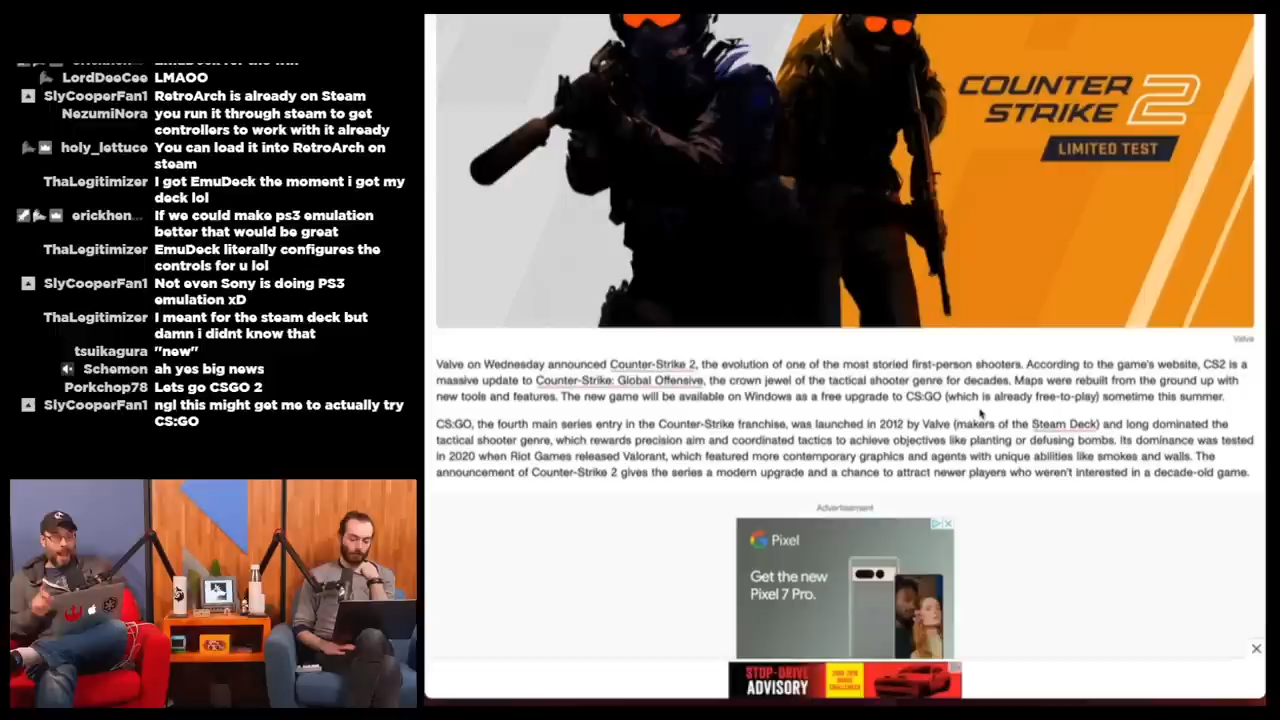 LordDeeCee LMAOO
SlyCooperFan1 RetroArch is already on Steam
NezumiNora you run it through steam to get
controllers to work with it already
holy_lettuce You can load it into RetroArch on
steam
ThaLegitimizer I got EmuDeck the moment i got my
deck lol
erickhen... If we could make ps3 emulation
better that would be great
ThaLegitimizer EmuDeck literally configures the
controls for u lol
SlyCooperFan1 Not even Sony is doing PS3
emulation xD
ThaLegitimizer I meant for the steam deck but
damn i didnt know that
tsuikagura "new"
Schemon ah yes big news
Porkchop78 Lets go CSGO 2
SlyCooperFan1 ngl this might get me to actually try
CS:GO
COUNTER
STRIKE 2
LIMITED TEST
Valve
Valve on Wednesday announced Counter-Strike 2, the evolution of one of the most storied first-person shooters. According to the game's website, CS2 is a
massive update to Counter-Strike: Global Offensive, the crown jewel of the tactical shooter genre for decades. Maps were rebuilt from the ground up with
new tools and features. The new game will be available on Windows as a free upgrade to CS:GO (which is already free-to-play) sometime this summer.
CS:GO, the fourth main series entry in the Counter-Strike franchise, was launched in 2012 by Valve (makers of the Steam Deck) and long dominated the
tactical shooter genre, which rewards precision aim and coordinated tactics to achieve objectives like planting or defusing bombs. Its dominance was tested
in 2020 when Riot Games released Valorant, which featured more contemporary graphics and agents with unique abilities like smokes and walls. The
announcement of Counter-Strike 2 gives the series a modern upgrade and a chance to attract newer players who weren't interested in a decade-old game.
Advertisement
G Pixel
Get the new
Pixel 7 Pro.
STOP-DRIVE
ADVISORY